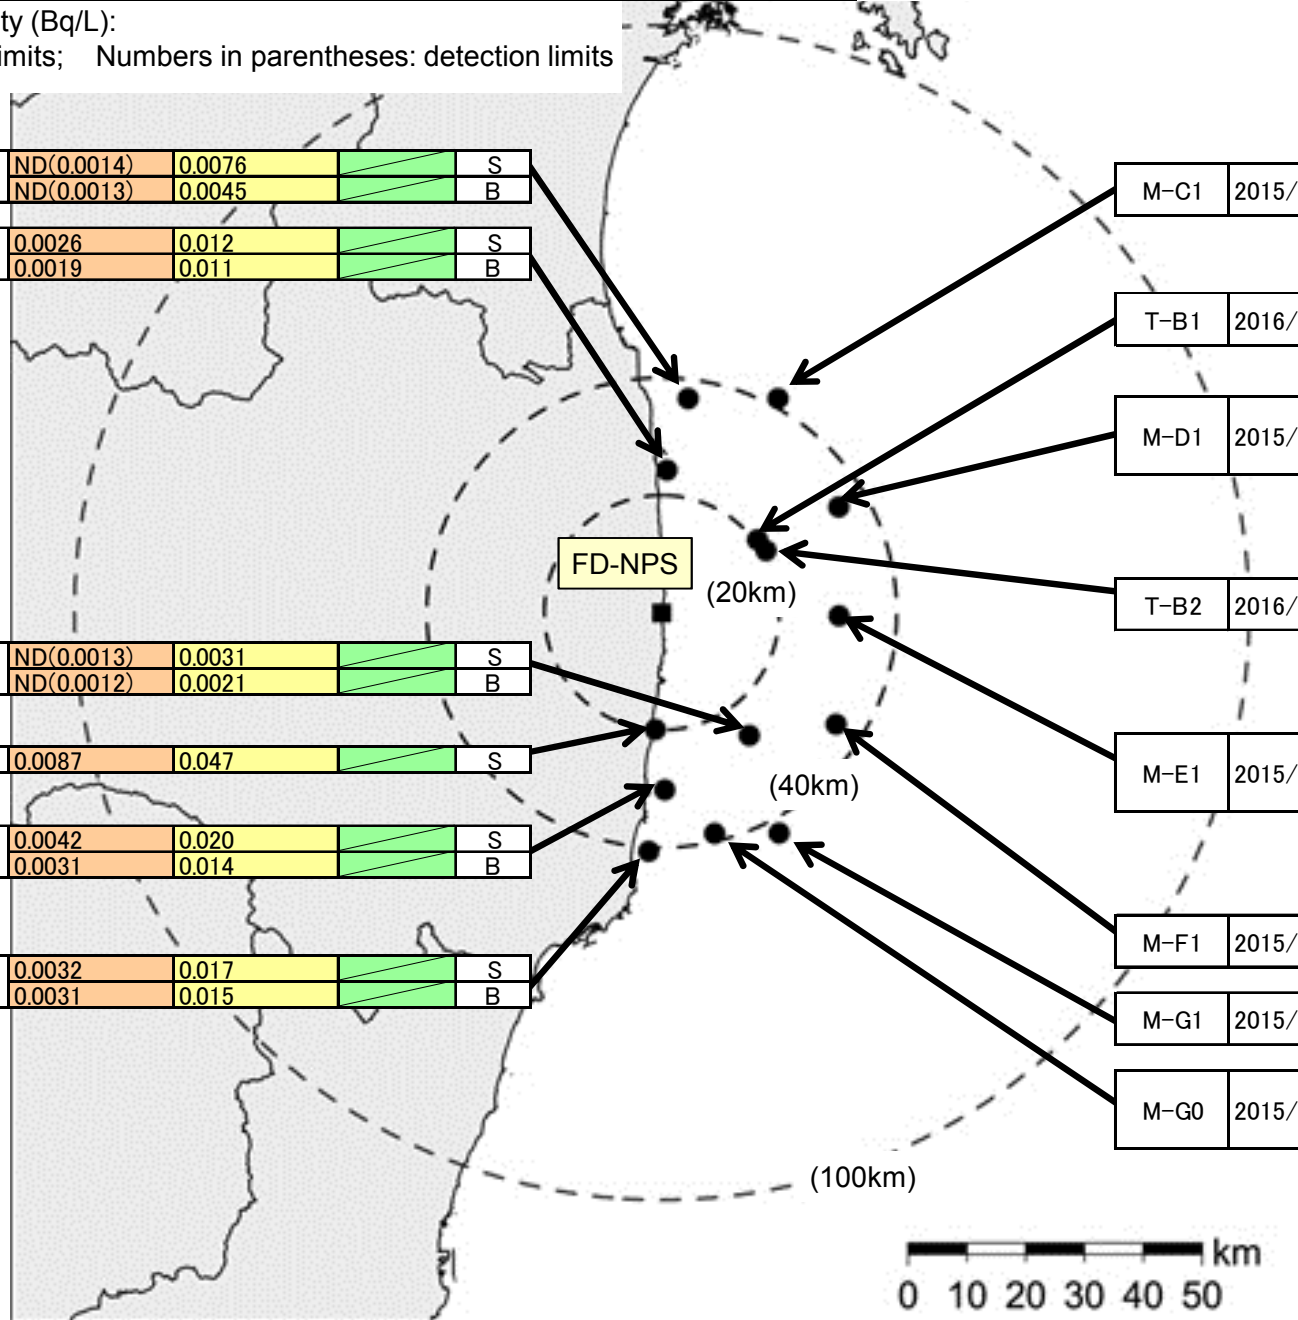 ty (Bq/L):
imits; Numbers in parentheses: detection limits
ND(0.0014) 0.0076 S
ND(0.0013) 0.0045 B
0.0026 0.012 S
0.0019 0.011 B
M-C1 2015/
T-B1 2016/
M-D1 2015/
FD-NPS
(20km)
T-B2 2016/
ND(0.0013) 0.0031 S
ND(0.0012) 0.0021 B
0.0087 0.047 S
M-E1 2015/
(40km)
0.0042 0.020 S
0.0031 0.014 B
M-F1 2015/
0.0032 0.017 S
0.0031 0.015 B
M-G1 2015/
M-G0 2015/
(100km)
km
0 10 20 30 40 50